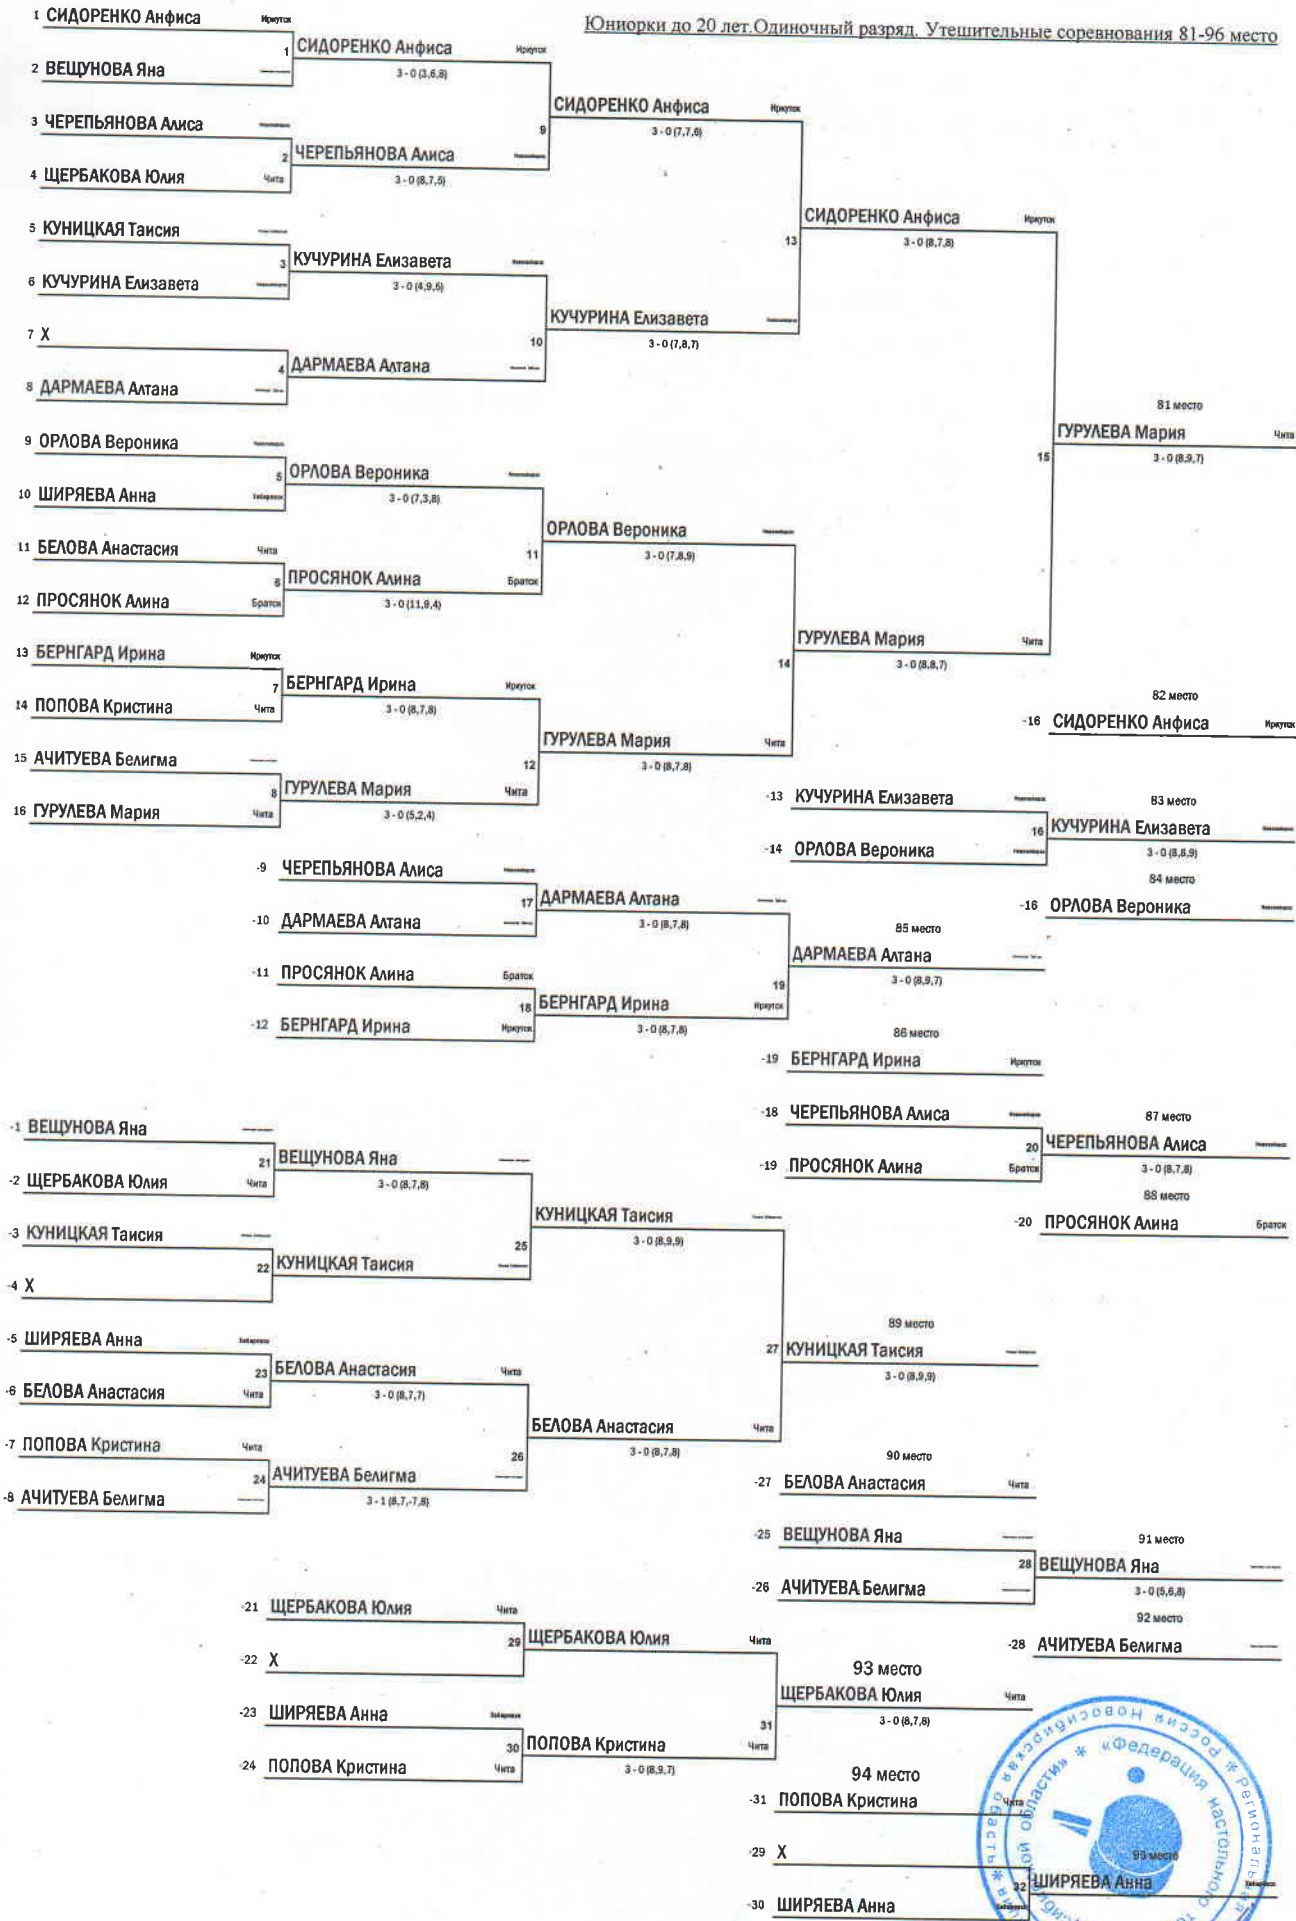 Юниорки до 20 лет.Одиночный разряд. Утешительные соревнования 81-96 место
1 СИДОРЕНКО Анфиса Иркутск
1 СИДОРЕНКО Анфиса Иркутск
2 ВЕЩУНОВА Яна
3 - 0 (3,6,8)
СИДОРЕНКО Анфиса Иркутск
3 ЧЕРЕПЬЯНОВА Алиса
9
3 - 0 (7,7,6)
2 ЧЕРЕПЬЯНОВА Алиса
4 ЩЕРБАКОВА Юлия Чита
3 - 0 (8,7,5)
СИДОРЕНКО Анфиса Иркутск
5 КУНИЦКАЯ Таисия
13
3 - 0 (8,7,8)
3 КУЧУРИНА Елизавета
6 КУЧУРИНА Елизавета
3 - 0 (4,9,5)
КУЧУРИНА Елизавета
7 X
10
3 - 0 (7,8,7)
4 ДАРМАЕВА Алтана
8 ДАРМАЕВА Алтана
81 место
ГУРУЛЕВА Мария Чита
9 ОРЛОВА Вероника
15
3 - 0 (8,9,7)
5 ОРЛОВА Вероника
10 ШИРЯЕВА Анна Хабаровск
3 - 0 (7,3,8)
ОРЛОВА Вероника
11 БЕЛОВА Анастасия Чита
11
3 - 0 (7,8,9)
6 ПРОСЯНОК Алина Братск
12 ПРОСЯНОК Алина Братск
3 - 0 (11,9,4)
ГУРУЛЕВА Мария Чита
13 БЕРНГАРД Ирина Иркутск
14
3 - 0 (8,8,7)
7 БЕРНГАРД Ирина Иркутск
14 ПОПОВА Кристина Чита
3 - 0 (8,7,8)
82 место
-16 СИДОРЕНКО Анфиса Иркутск
ГУРУЛЕВА Мария Чита
15 АЧИТУЕВА Белигма
12
3 - 0 (8,7,8)
8 ГУРУЛЕВА Мария Чита
16 ГУРУЛЕВА Мария Чита
3 - 0 (5,2,4)
-13 КУЧУРИНА Елизавета
83 место
16 КУЧУРИНА Елизавета
-14 ОРЛОВА Вероника
3 - 0 (8,8,9)
-9 ЧЕРЕПЬЯНОВА Алиса
84 место
17 ДАРМАЕВА Алтана
-16 ОРЛОВА Вероника
-10 ДАРМАЕВА Алтана
3 - 0 (8,7,8)
85 место
ДАРМАЕВА Алтана
-11 ПРОСЯНОК Алина Братск
19
3 - 0 (8,9,7)
18 БЕРНГАРД Ирина Иркутск
-12 БЕРНГАРД Ирина Иркутск
3 - 0 (8,7,8)
86 место
-19 БЕРНГАРД Ирина Иркутск
-18 ЧЕРЕПЬЯНОВА Алиса
87 место
20 ЧЕРЕПЬЯНОВА Алиса
-19 ПРОСЯНОК Алина Братск
3 - 0 (8,7,8)
88 место
-20 ПРОСЯНОК Алина Братск
-1 ВЕЩУНОВА Яна
21 ВЕЩУНОВА Яна
-2 ЩЕРБАКОВА Юлия Чита
3 - 0 (8,7,8)
КУНИЦКАЯ Таисия
-3 КУНИЦКАЯ Таисия
25
3 - 0 (8,9,9)
22 КУНИЦКАЯ Таисия
-4 X
89 место
-5 ШИРЯЕВА Анна Хабаровск
27 КУНИЦКАЯ Таисия
23 БЕЛОВА Анастасия Чита
3 - 0 (8,9,9)
-6 БЕЛОВА Анастасия Чита
3 - 0 (8,7,7)
БЕЛОВА Анастасия Чита
-7 ПОПОВА Кристина Чита
26
3 - 0 (8,7,8)
24 АЧИТУЕВА Белигма
-8 АЧИТУЕВА Белигма
3 - 1 (8,7,-7,8)
90 место
-27 БЕЛОВА Анастасия Чита
-25 ВЕЩУНОВА Яна
91 место
28 ВЕЩУНОВА Яна
-26 АЧИТУЕВА Белигма
3 - 0 (5,6,8)
92 место
-28 АЧИТУЕВА Белигма
-21 ЩЕРБАКОВА Юлия Чита
29 ЩЕРБАКОВА Юлия Чита
-22 X
93 место
ЩЕРБАКОВА Юлия Чита
-23 ШИРЯЕВА Анна Хабаровск
31
3 - 0 (8,7,8)
30 ПОПОВА Кристина Чита
-24 ПОПОВА Кристина Чита
3 - 0 (8,9,7)
94 место
-31 ПОПОВА Кристина Чита
-29 X
95 место
32 ШИРЯЕВА Анна Хабаровск
-30 ШИРЯЕВА Анна Хабаровск
Россия Новосибирская область
«Федерация настольного
области»